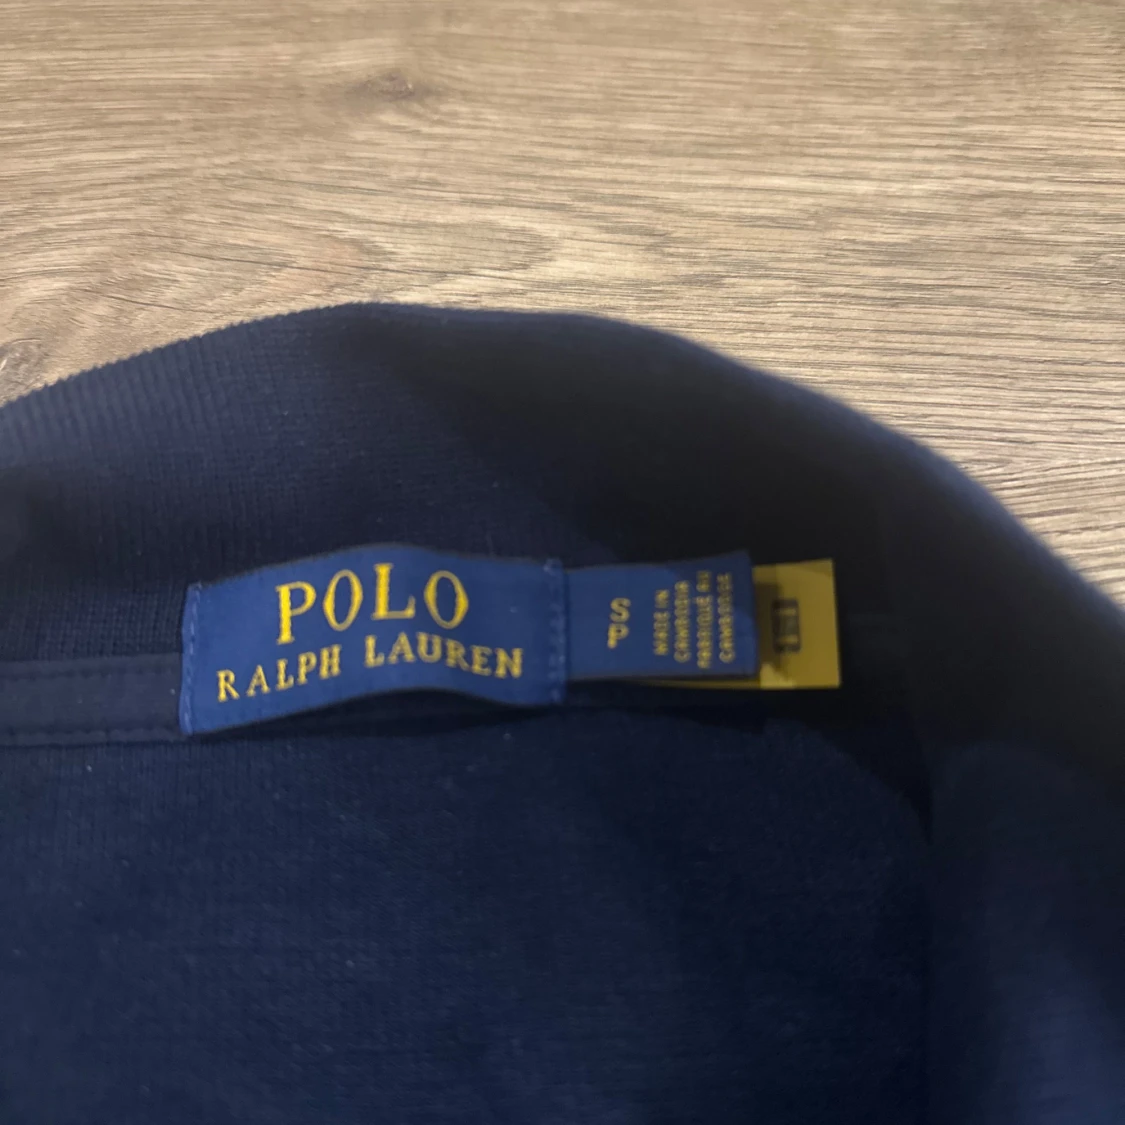 POLO
RALPH LAUREN
S
P
MADE IN
CAMBODIA
FABRIQUÉ AU
CAMBODGE